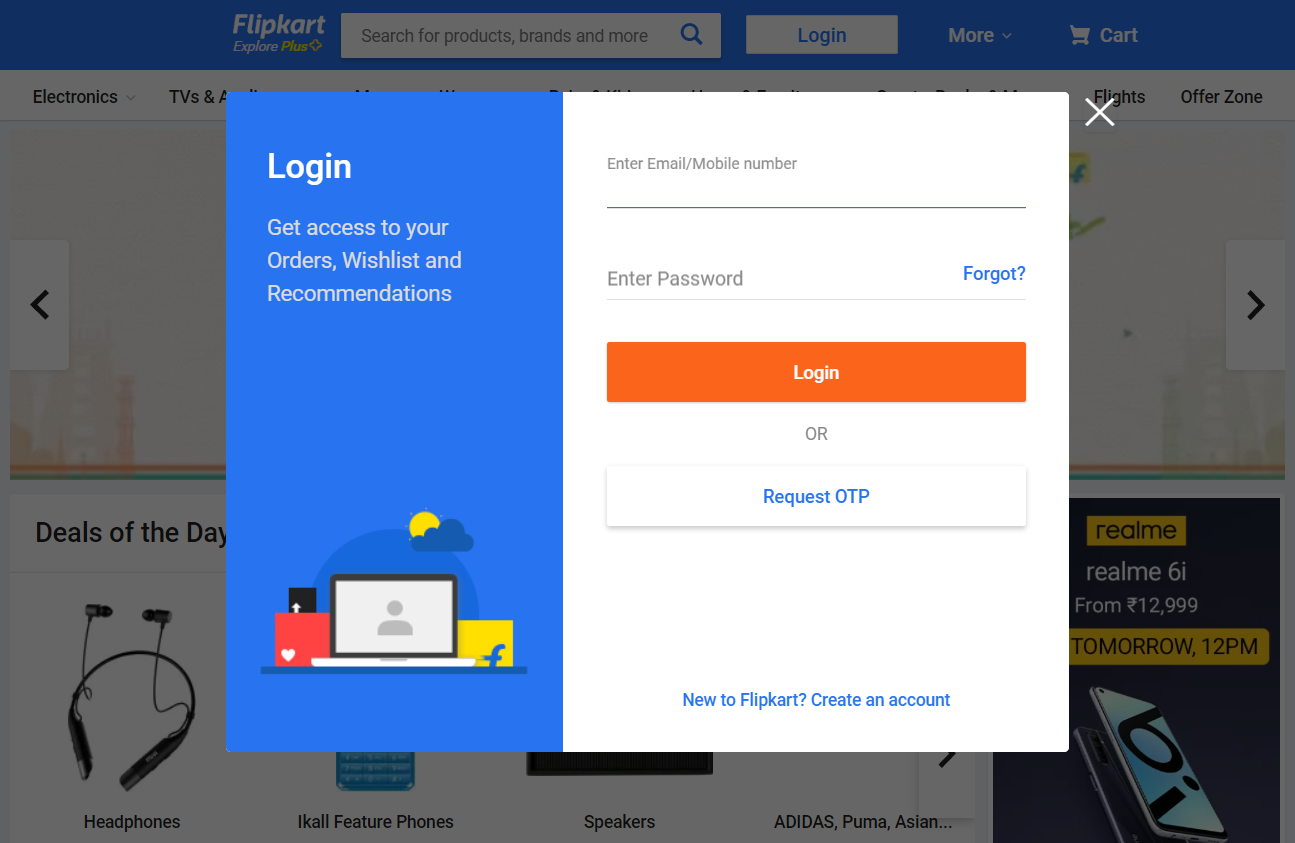 Flipkart
Explore Plus
Search for products, brands and more
Login
More
Cart
Electronics
TVs &
Flights
Offer Zone
Login
Get access to your
Orders, Wishlist and
Recommendations
Enter Email/Mobile number
Enter Password
Forgot?
Login
OR
Request OTP
New to Flipkart? Create an account
Deals of the Day
realme
realme 6i
From ₹12,999
TOMORROW, 12PM
6i
Headphones
Ikall Feature Phones
Speakers
ADIDAS, Puma, Asian...